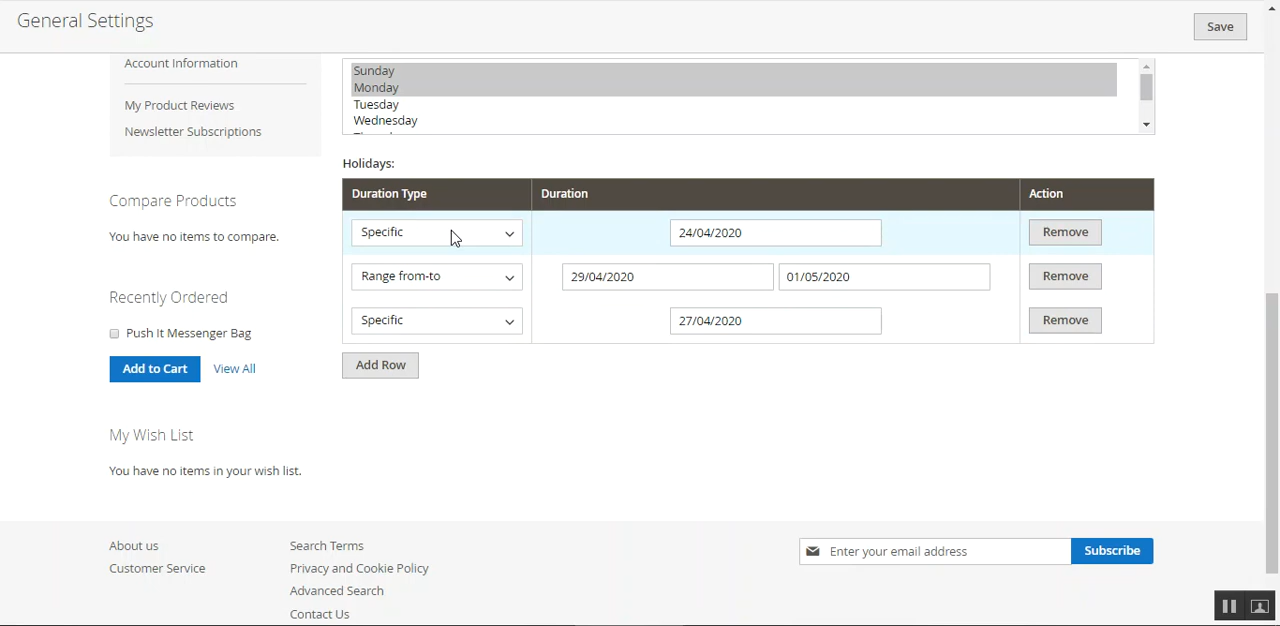 General Settings
Save
Account Information
My Product Reviews
Newsletter Subscriptions
Compare Products
You have no items to compare.
Recently Ordered
Push It Messenger Bag
Add to Cart View All
My Wish List
You have no items in your wish list.
Sunday
Monday
Tuesday
Wednesday
Holidays:
Duration Type Duration Action
Specific 24/04/2020 Remove
Range from-to 29/04/2020 01/05/2020 Remove
Specific 27/04/2020 Remove
Add Row
About us
Customer Service
Search Terms
Privacy and Cookie Policy
Advanced Search
Contact Us
Enter your email address Subscribe